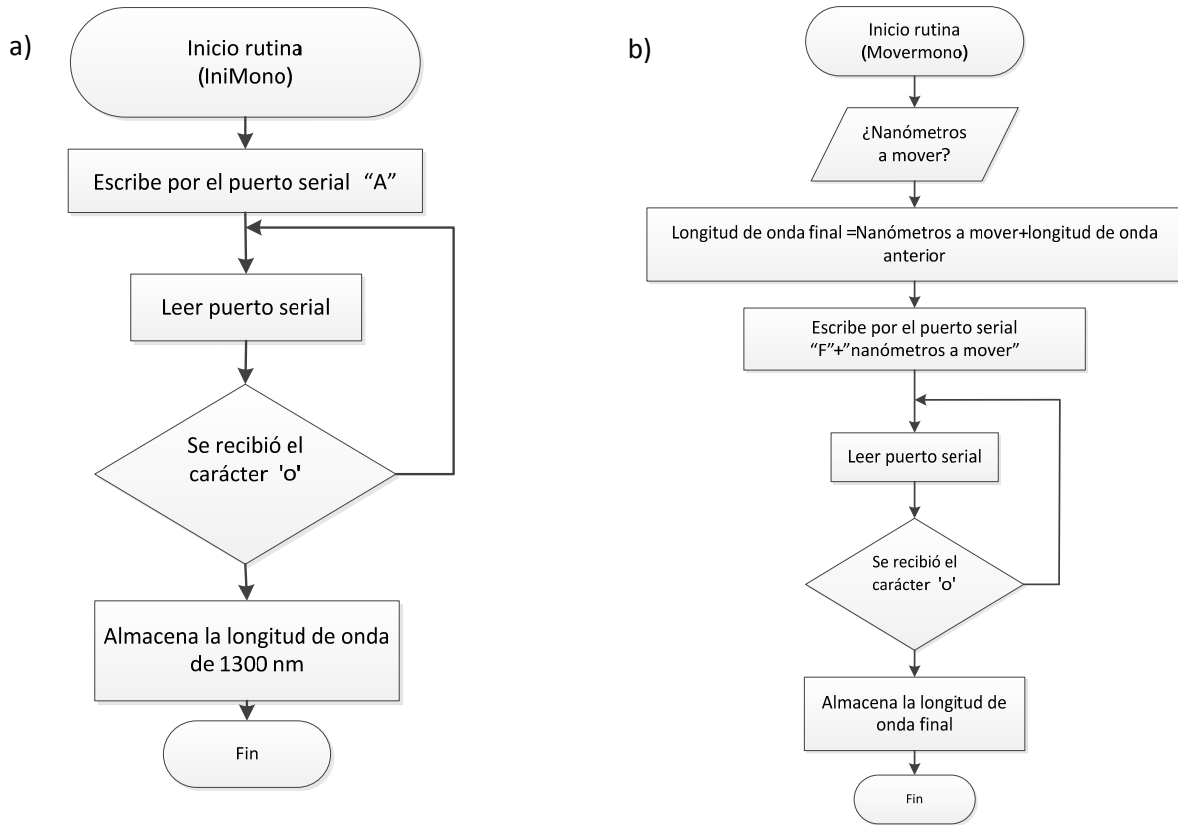 a)
Inicio rutina
(IniMono)
Escribe por el puerto serial “A”
Leer puerto serial
Se recibió el
carácter 'o'
Almacena la longitud de onda
de 1300 nm
Fin
b)
Inicio rutina
(Movermono)
¿Nanómetros
a mover?
Longitud de onda final =Nanómetros a mover+longitud de onda
anterior
Escribe por el puerto serial
“F”+”nanómetros a mover”
Leer puerto serial
Se recibió el
carácter 'o'
Almacena la longitud de
onda final
Fin